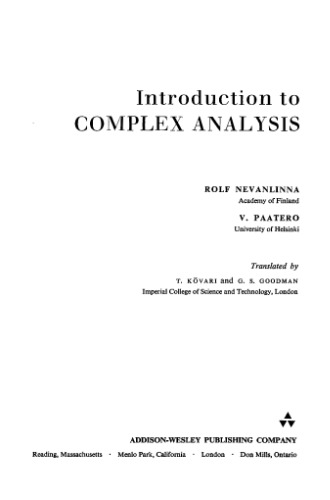 Introduction to
COMPLEX ANALYSIS
ROLF NEVANLINNA
Academy of Finland
V. PAATERO
University of Helsinki
Translated by
T. KÖVARI and G. S. GOODMAN
Imperial College of Science and Technology, London
ADDISON-WESLEY PUBLISHING COMPANY
Reading, Massachusetts · Menlo Park, California · London · Don Mills, Ontario